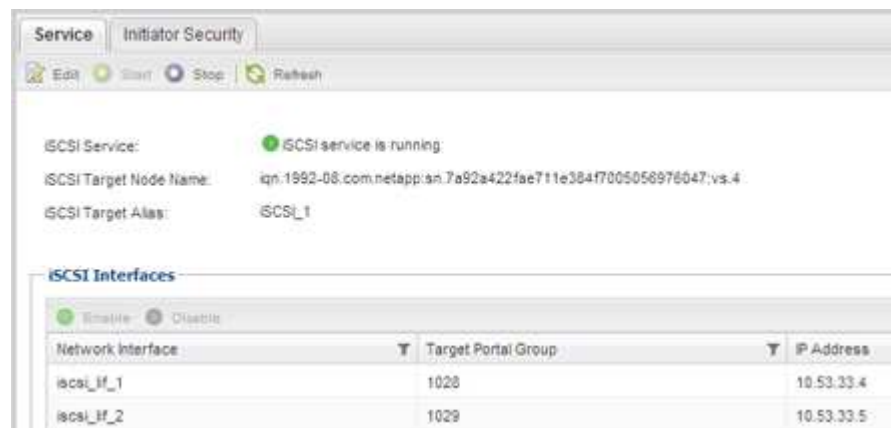 Service Initiator Security
Edit Start Stop Refresh
iSCSI Service: iSCSI service is running
iSCSI Target Node Name: iqn.1992-08.com.netapp:sn.7a92a422fae711e384f7005056976047:vs.4
iSCSI Target Alias: iSCSI_1
iSCSI Interfaces
Enable Disable
Network Interface Target Portal Group IP Address
iscsi_lif_1 1028 10.53.33.4
iscsi_lif_2 1029 10.53.33.5